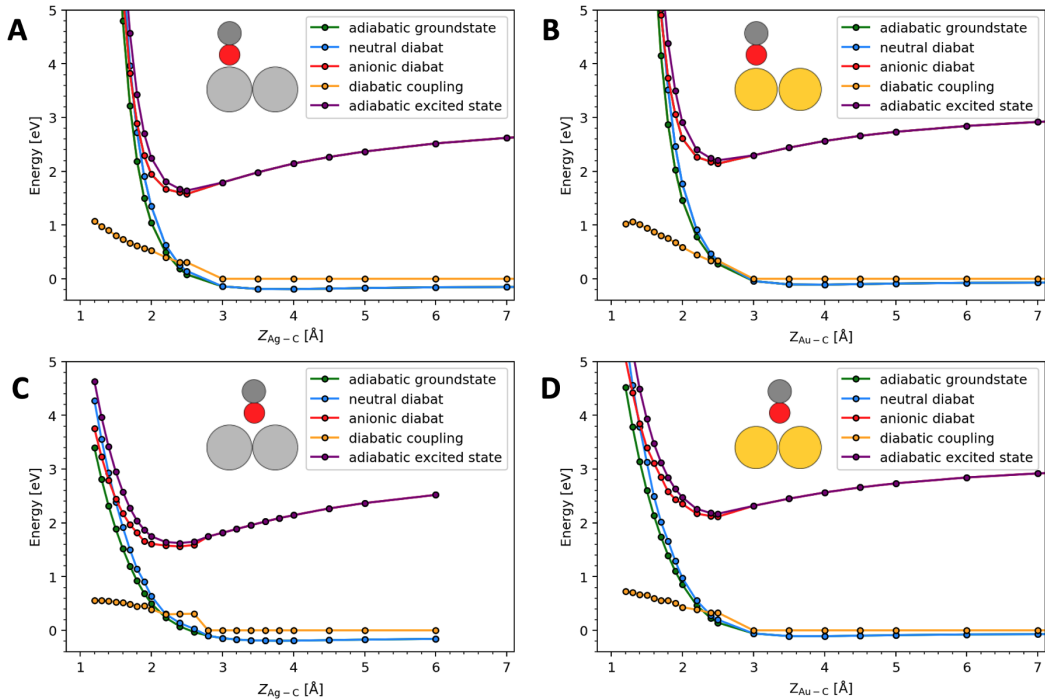 A
5
4
3
2
1
0
Energy [eV]
1 2 3 4 5 6 7
Z_Ag−C [Å]
adiabatic groundstate
neutral diabat
anionic diabat
diabatic coupling
adiabatic excited state
B
5
4
3
2
1
0
Energy [eV]
1 2 3 4 5 6 7
Z_Au−C [Å]
adiabatic groundstate
neutral diabat
anionic diabat
diabatic coupling
adiabatic excited state
C
5
4
3
2
1
0
Energy [eV]
1 2 3 4 5 6 7
Z_Ag−C [Å]
adiabatic groundstate
neutral diabat
anionic diabat
diabatic coupling
adiabatic excited state
D
5
4
3
2
1
0
Energy [eV]
1 2 3 4 5 6 7
Z_Au−C [Å]
adiabatic groundstate
neutral diabat
anionic diabat
diabatic coupling
adiabatic excited state